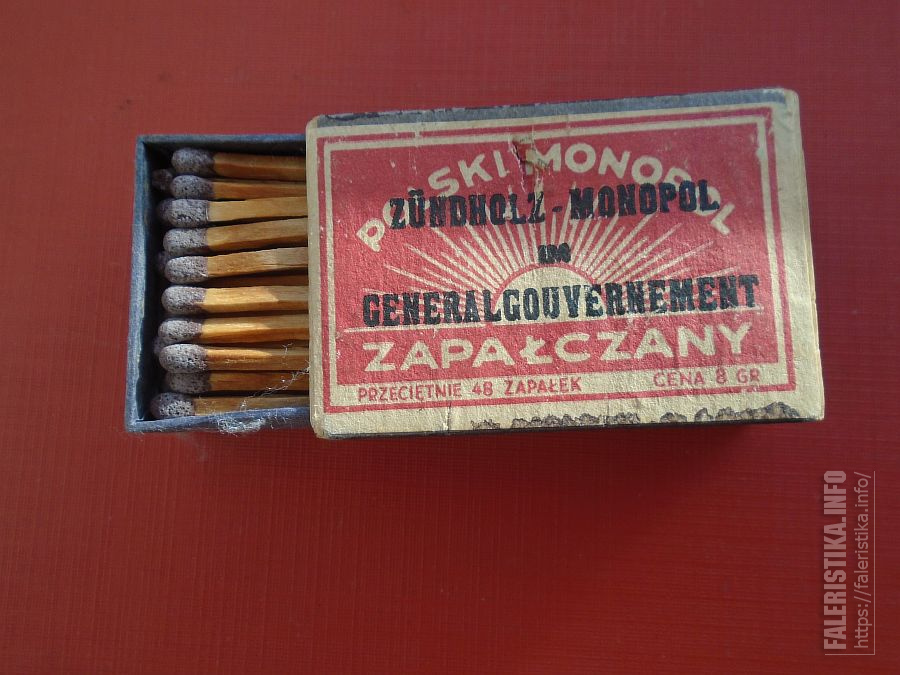 POLSKI MONOPOL
ZÜNDHOLZ-MONOPOL
IM
GENERALGOUVERNEMENT
ZAPAŁCZANY
PRZECIĘTNIE 48 ZAPAŁEK CENA 8 GR
FALERISTIKA.INFO
https://faleristika.info/